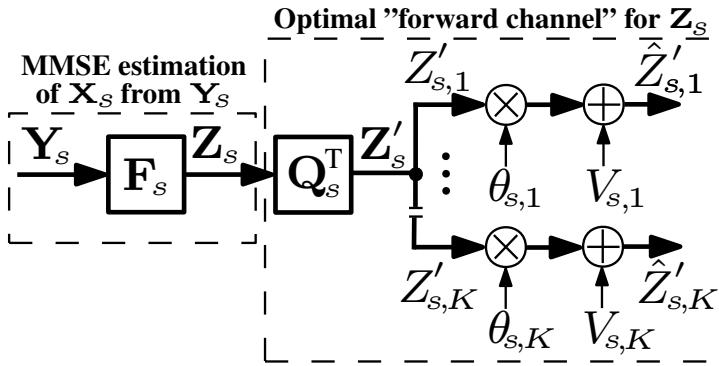 Optimal "forward channel" for Z_s
MMSE estimation
of X_s from Y_s
Y_s
F_s
Z_s
Q_s^T
Z'_s
Z'_{s,1}
×
θ_{s,1}
+
V_{s,1}
Ẑ'_{s,1}
Z'_{s,K}
×
θ_{s,K}
+
V_{s,K}
Ẑ'_{s,K}